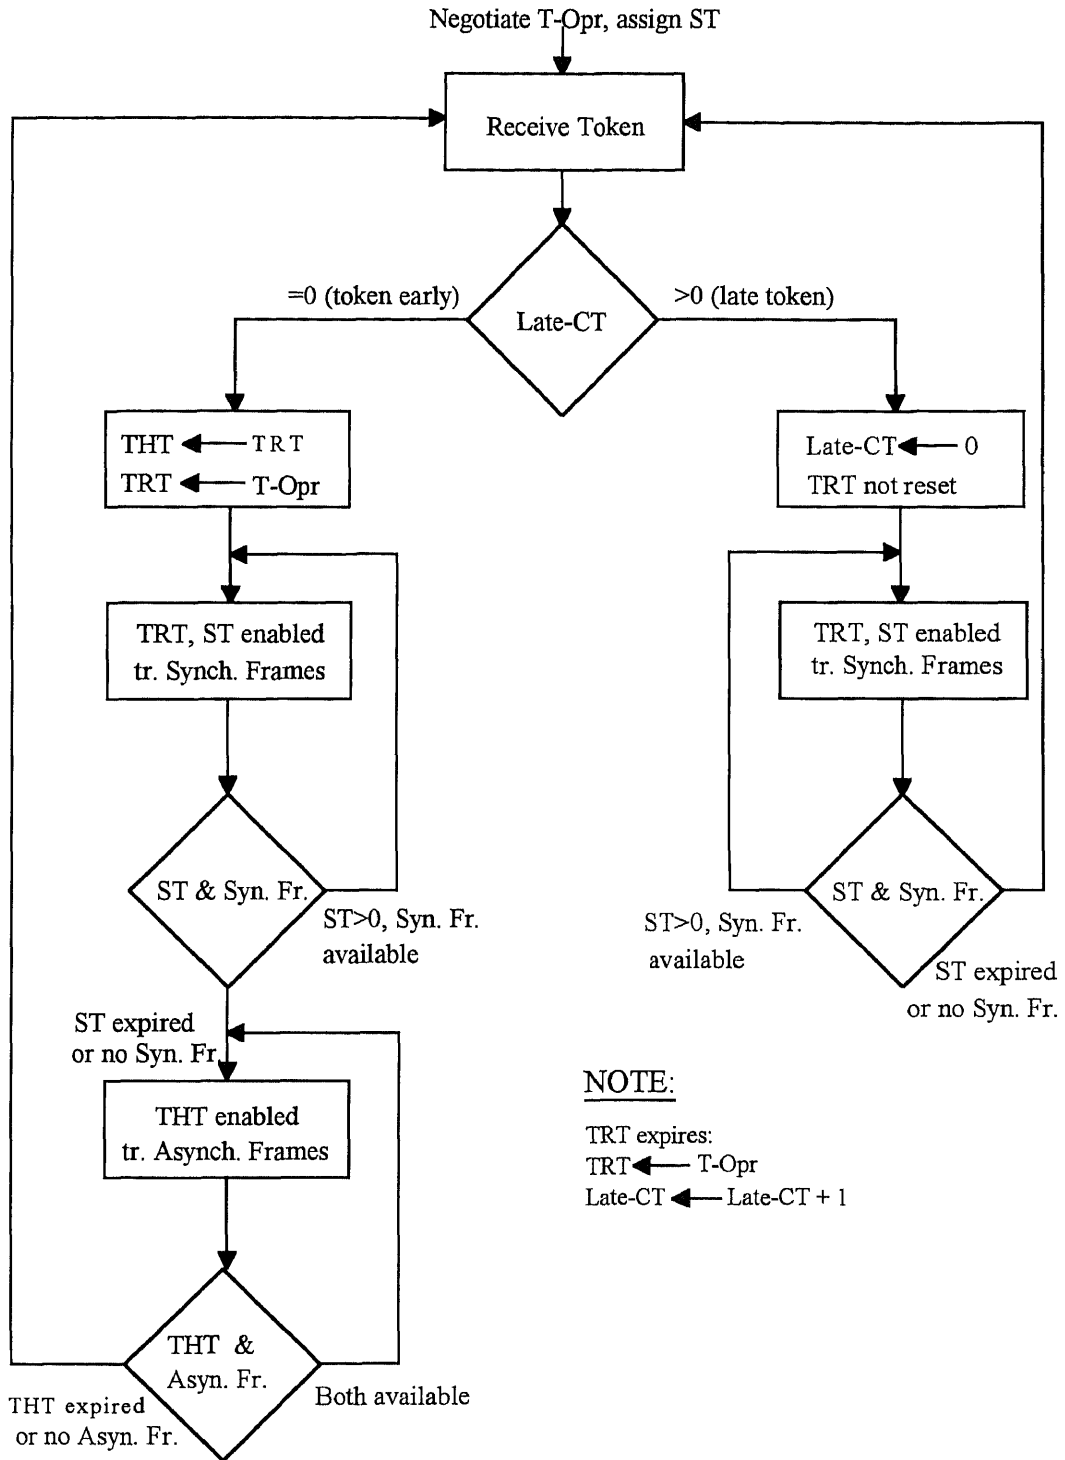 Negotiate T-Opr, assign ST
Receive Token
=0 (token early)
Late-CT
>0 (late token)
THT ← TRT
TRT ← T-Opr
Late-CT ← 0
TRT not reset
TRT, ST enabled
tr. Synch. Frames
TRT, ST enabled
tr. Synch. Frames
ST & Syn. Fr.
ST>0, Syn. Fr.
available
ST & Syn. Fr.
ST>0, Syn. Fr.
available
ST expired
or no Syn. Fr.
ST expired
or no Syn. Fr.
THT enabled
tr. Asynch. Frames
THT &
Asyn. Fr.
Both available
THT expired
or no Asyn. Fr.
NOTE:
TRT expires:
TRT ← T-Opr
Late-CT ← Late-CT + 1